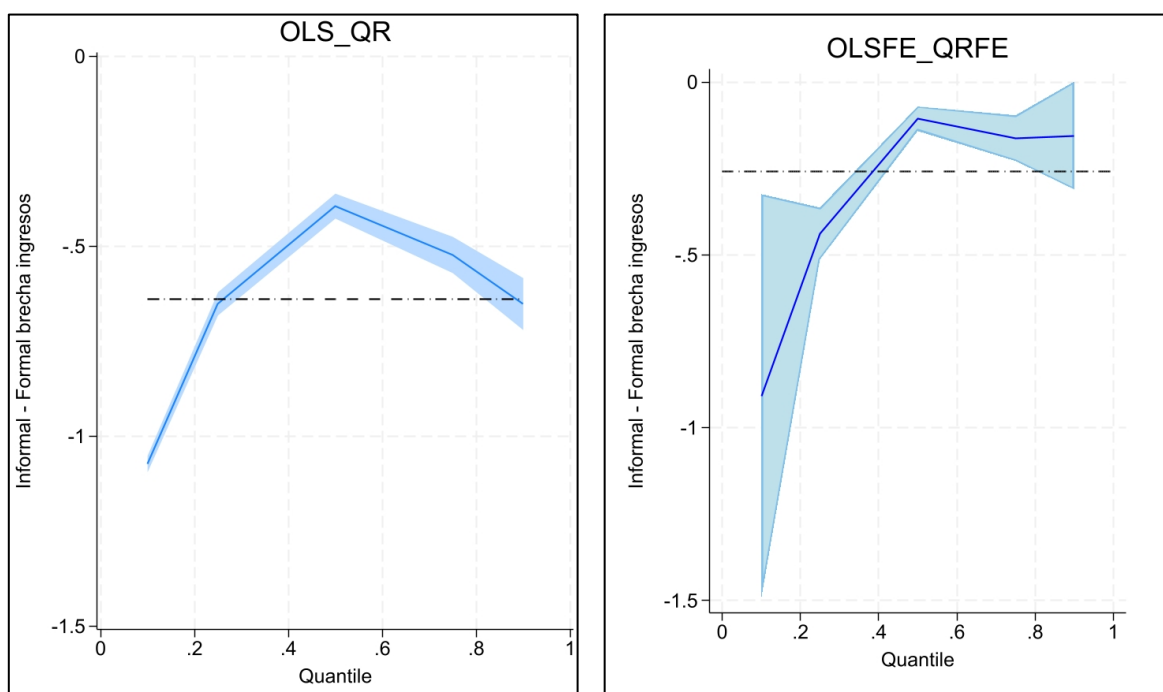 OLS_QR
Informal - Formal brecha ingresos
0
-.5
-1
-1.5
0 .2 .4 .6 .8 1
Quantile
OLSFE_QRFE
Informal - Formal brecha ingresos
0
-.5
-1
-1.5
0 .2 .4 .6 .8 1
Quantile